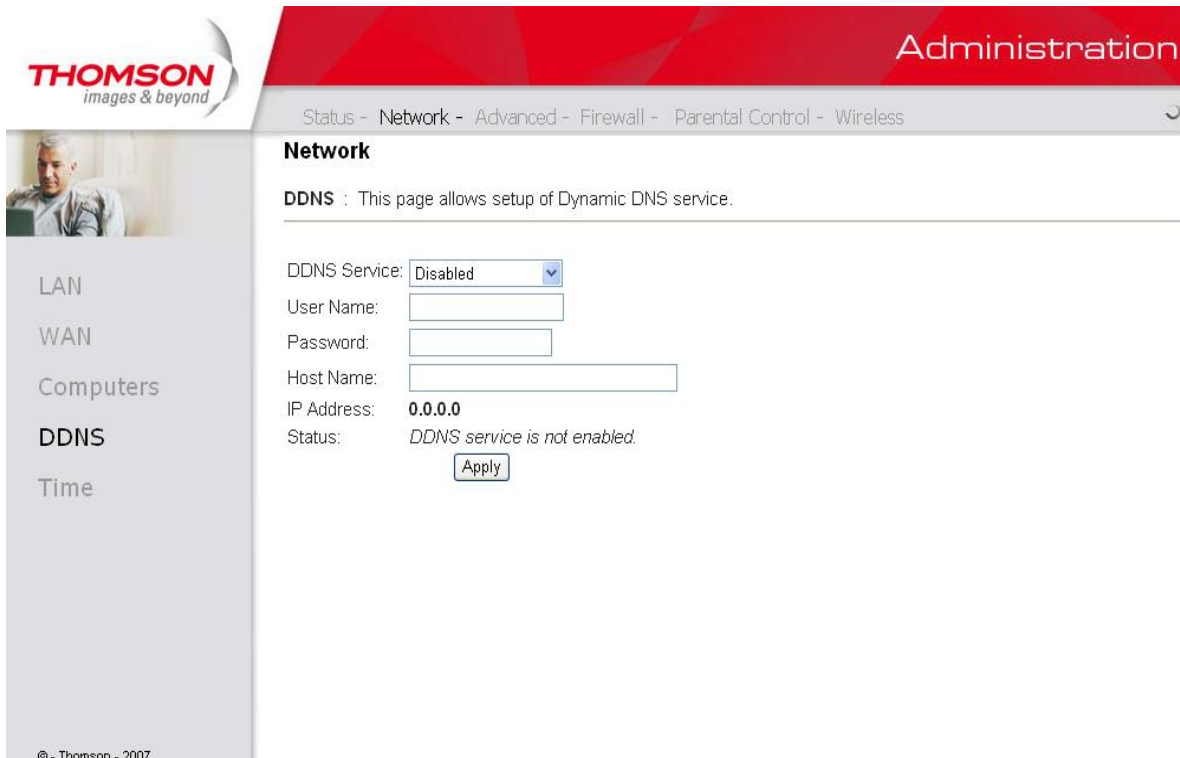 Administration
THOMSON
images & beyond
Status - Network - Advanced - Firewall - Parental Control - Wireless
Network
DDNS : This page allows setup of Dynamic DNS service.
LAN
WAN
Computers
DDNS
Time
DDNS Service: Disabled
User Name:
Password:
Host Name:
IP Address: 0.0.0.0
Status: DDNS service is not enabled.
Apply
© - Thomson - 2007